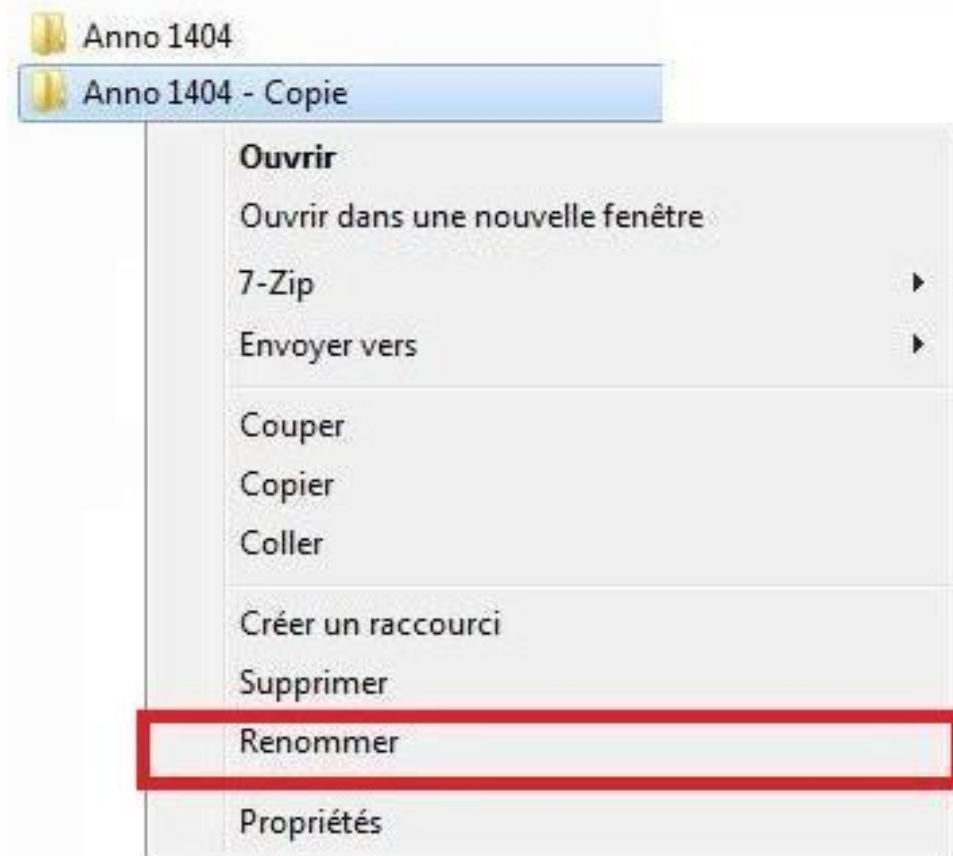 Anno 1404
Anno 1404 - Copie
Ouvrir
Ouvrir dans une nouvelle fenêtre
7-Zip
Envoyer vers
Couper
Copier
Coller
Créer un raccourci
Supprimer
Renommer
Propriétés